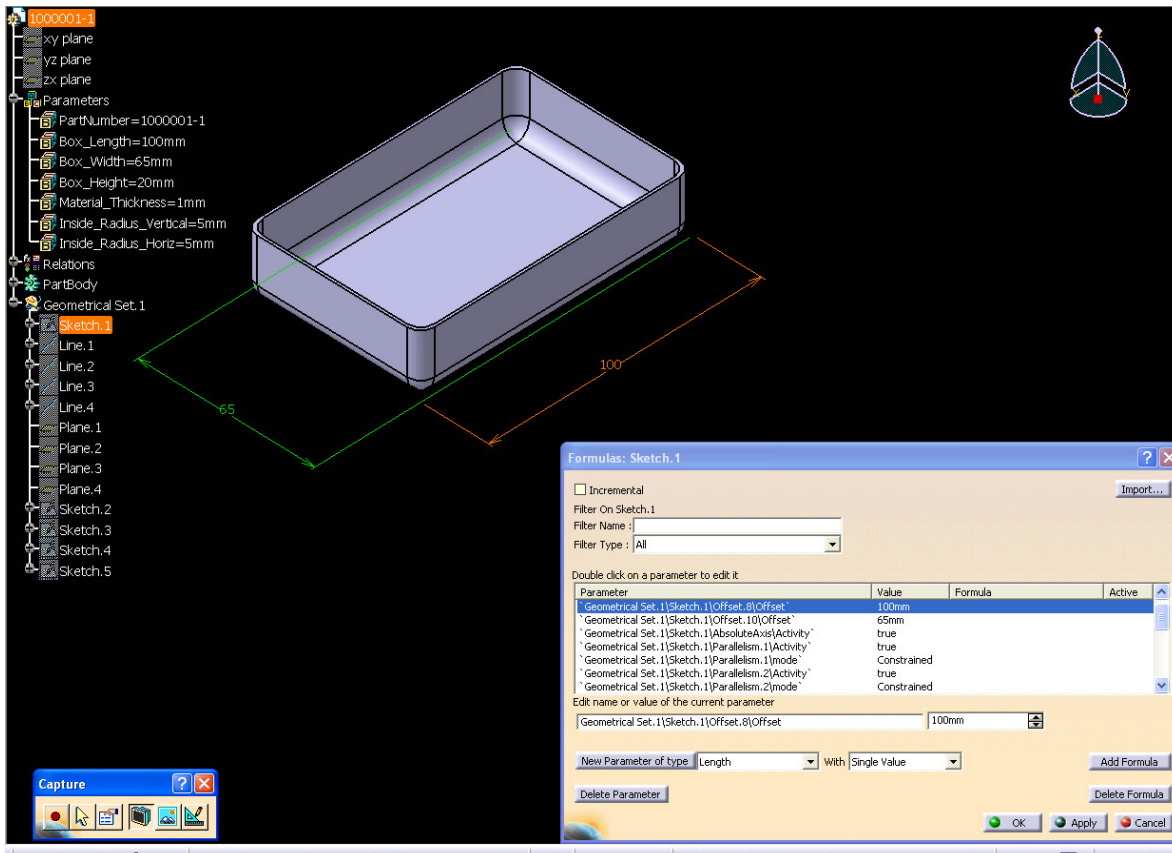 1000001-1
xy plane
yz plane
zx plane
Parameters
PartNumber=1000001-1
Box_Length=100mm
Box_Width=65mm
Box_Height=20mm
Material_Thickness=1mm
Inside_Radius_Vertical=5mm
Inside_Radius_Horiz=5mm
Relations
PartBody
Geometrical Set.1
Sketch.1
Line.1
Line.2
Line.3
Line.4
Plane.1
Plane.2
Plane.3
Plane.4
Sketch.2
Sketch.3
Sketch.4
Sketch.5
100
65
Formulas: Sketch.1
Incremental
Import...
Filter On Sketch.1
Filter Name :
Filter Type : All
Double click on a parameter to edit it
Parameter Value Formula Active
`Geometrical Set.1\Sketch.1\Offset.8\Offset` 100mm
`Geometrical Set.1\Sketch.1\Offset.10\Offset` 65mm
`Geometrical Set.1\Sketch.1\AbsoluteAxis\Activity` true
`Geometrical Set.1\Sketch.1\Parallelism.1\Activity` true
`Geometrical Set.1\Sketch.1\Parallelism.1\mode` Constrained
`Geometrical Set.1\Sketch.1\Parallelism.2\Activity` true
`Geometrical Set.1\Sketch.1\Parallelism.2\mode` Constrained
Edit name or value of the current parameter
Geometrical Set.1\Sketch.1\Offset.8\Offset 100mm
New Parameter of type Length With Single Value Add Formula
Delete Parameter Delete Formula
OK Apply Cancel
Capture